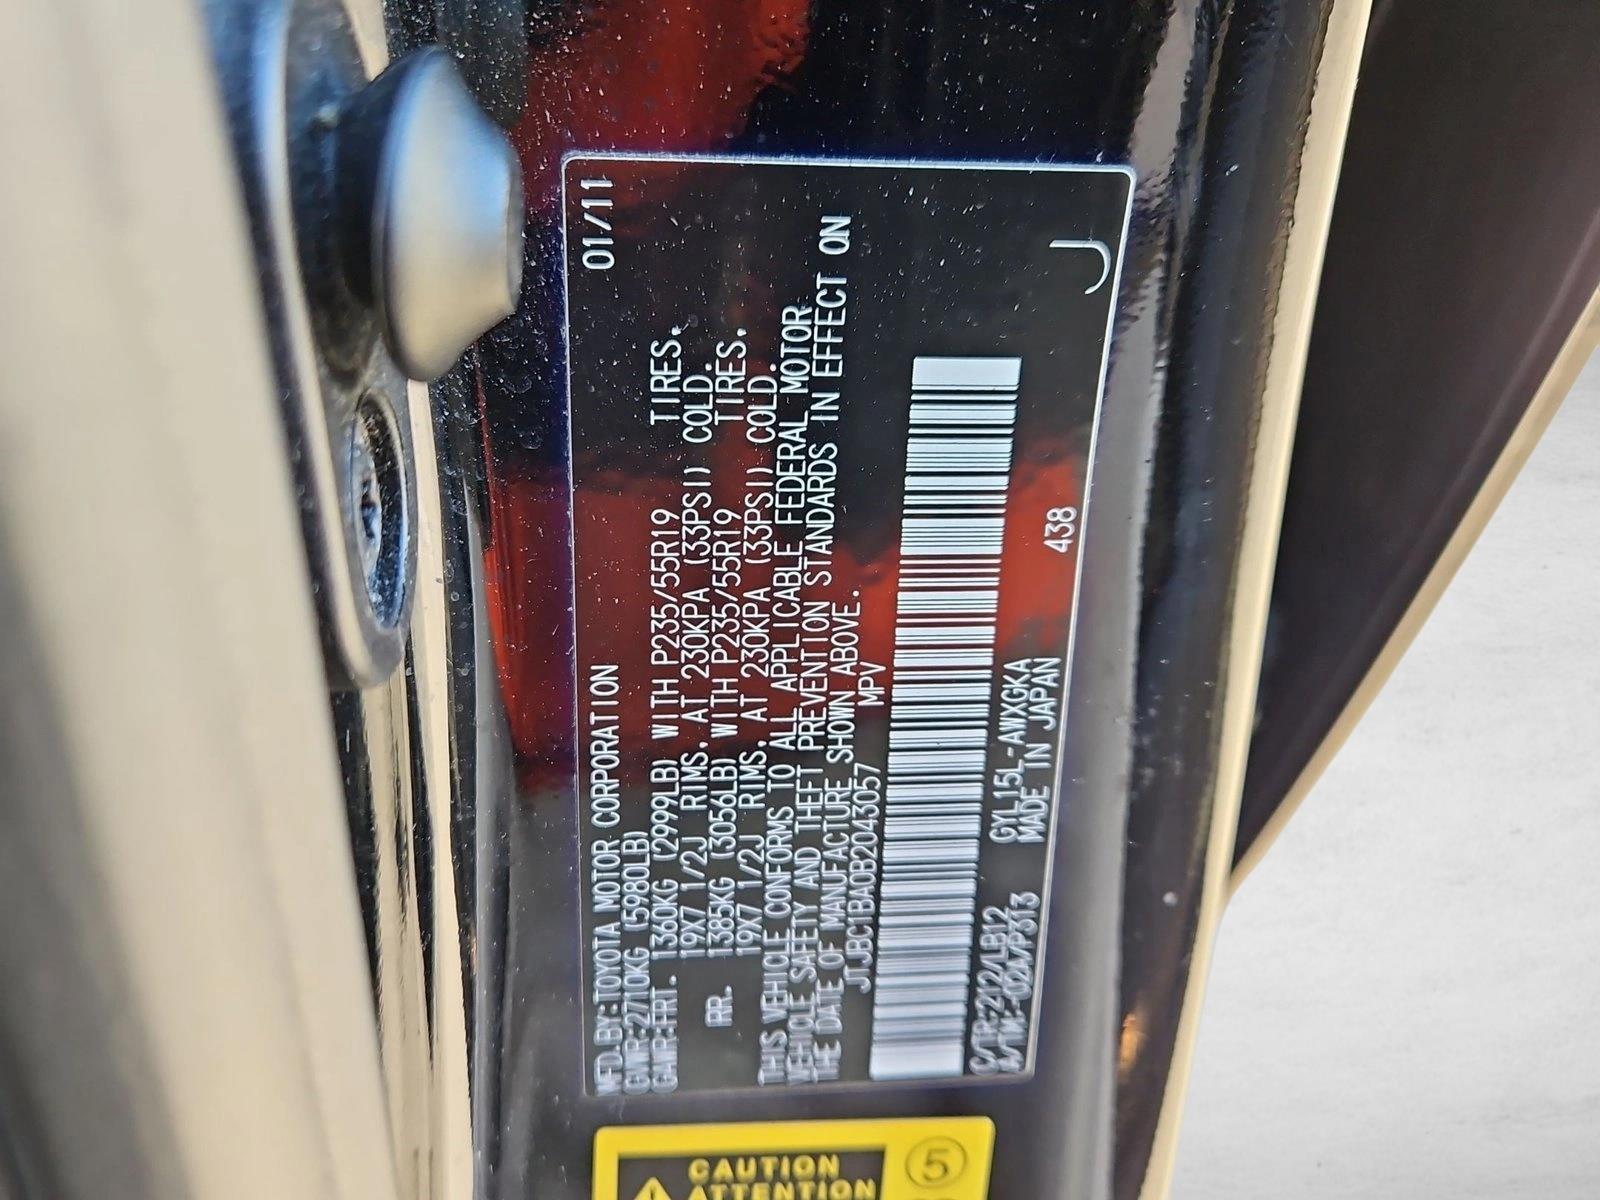 MFD.BY:TOYOTA MOTOR CORPORATION 01/11
GVWR:2710KG (5980LB)
GAWR:FRT. 1360KG (2999LB) WITH P235/55R19 TIRES,
19X7 1/2J RIMS, AT 230KPA (33PSI) COLD.
RR. 1385KG (3056LB) WITH P235/55R19 TIRES.
19X7 1/2J RIMS, AT 230KPA (33PSI) COLD.
THIS VEHICLE CONFORMS TO ALL APPLICABLE FEDERAL MOTOR
VEHICLE SAFETY AND THEFT PREVENTION STANDARDS IN EFFECT ON
THE DATE OF MANUFACTURE SHOWN ABOVE.
JTJBC1BA0B2043057 MPV
C/TR:212/LB12 GYL15L-AWXGKA 438
MADE IN JAPAN
J
CAUTION
ATTENTION
5